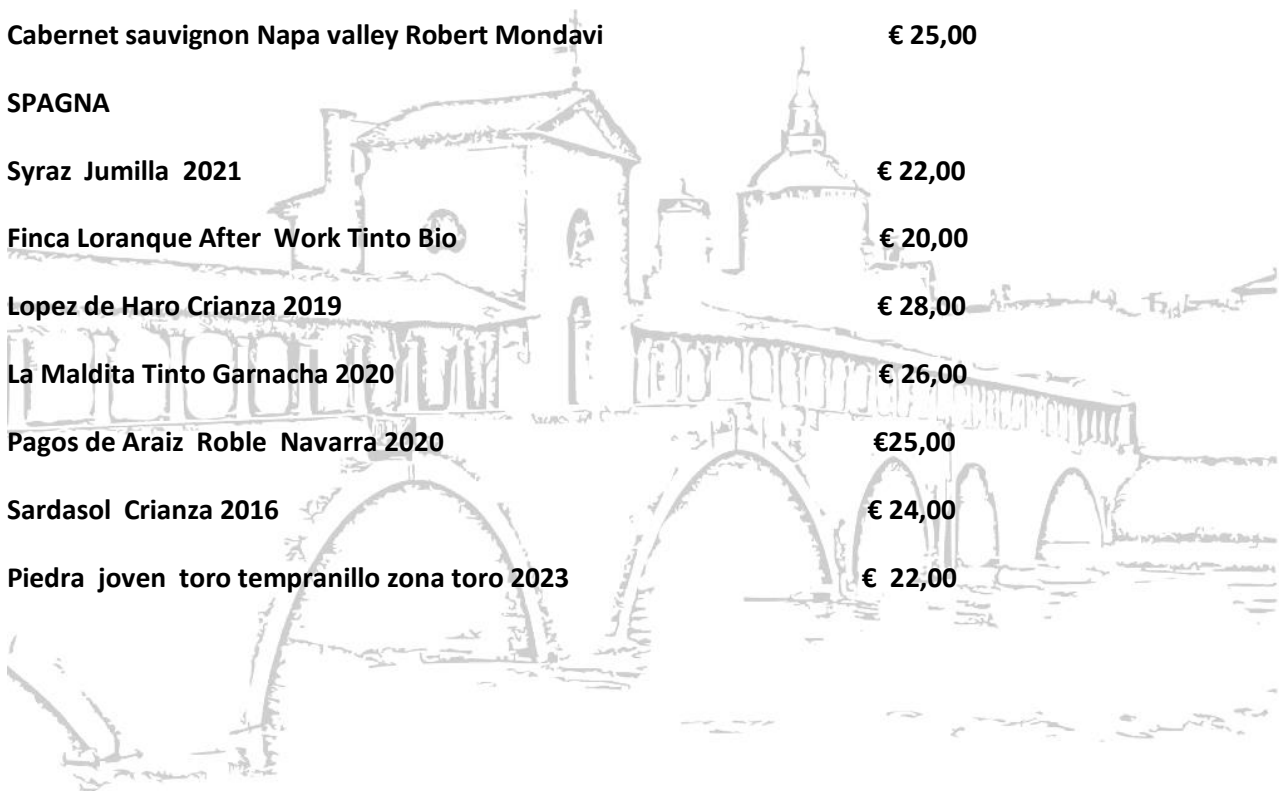 Cabernet sauvignon Napa valley Robert Mondavi € 25,00
SPAGNA
Syraz Jumilla 2021 € 22,00
Finca Loranque After Work Tinto Bio € 20,00
Lopez de Haro Crianza 2019 € 28,00
La Maldita Tinto Garnacha 2020 € 26,00
Pagos de Araiz Roble Navarra 2020 €25,00
Sardasol Crianza 2016 € 24,00
Piedra joven toro tempranillo zona toro 2023 € 22,00